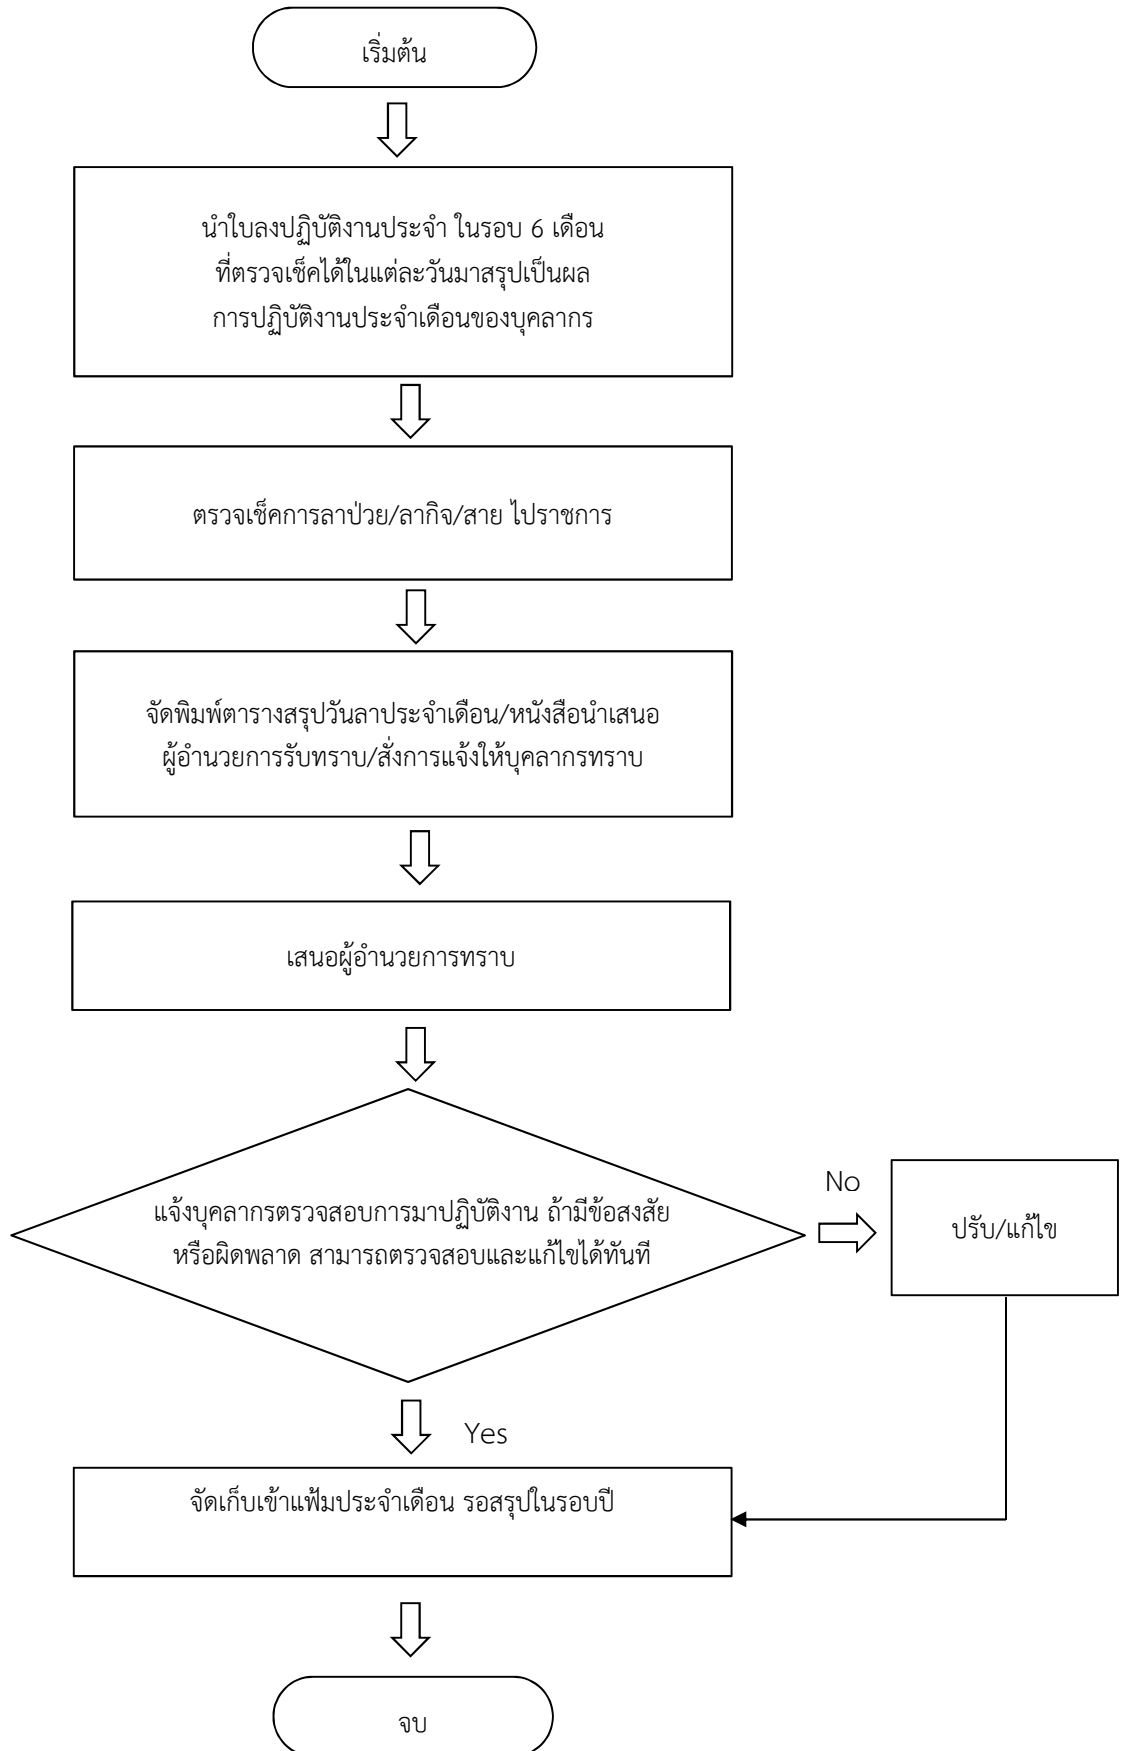 เริ่มต้น
นำใบลงปฏิบัติงานประจำ ในรอบ 6 เดือน
ที่ตรวจเช็คได้ในแต่ละวันมาสรุปเป็นผล
การปฏิบัติงานประจำเดือนของบุคลากร
ตรวจเช็คการลาป่วย/ลากิจ/สาย ไปราชการ
จัดพิมพ์ตารางสรุปวันลาประจำเดือน/หนังสือนำเสนอ
ผู้อำนวยการรับทราบ/สั่งการแจ้งให้บุคลากรทราบ
เสนอผู้อำนวยการทราบ
แจ้งบุคลากรตรวจสอบการมาปฏิบัติงาน ถ้ามีข้อสงสัย
หรือผิดพลาด สามารถตรวจสอบและแก้ไขได้ทันที
No
ปรับ/แก้ไข
Yes
จัดเก็บเข้าแฟ้มประจำเดือน รอสรุปในรอบปี
จบ